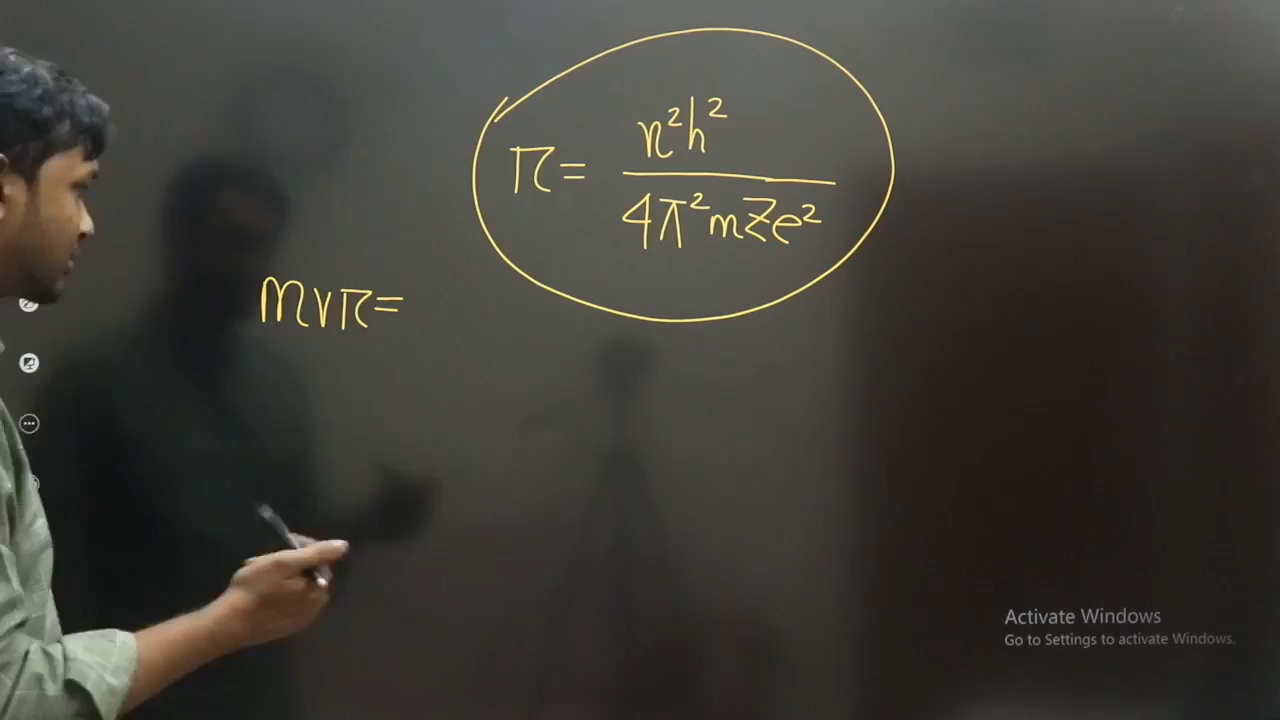 r = n²h² / 4π²mZe²
mvr =
Activate Windows
Go to Settings to activate Windows.